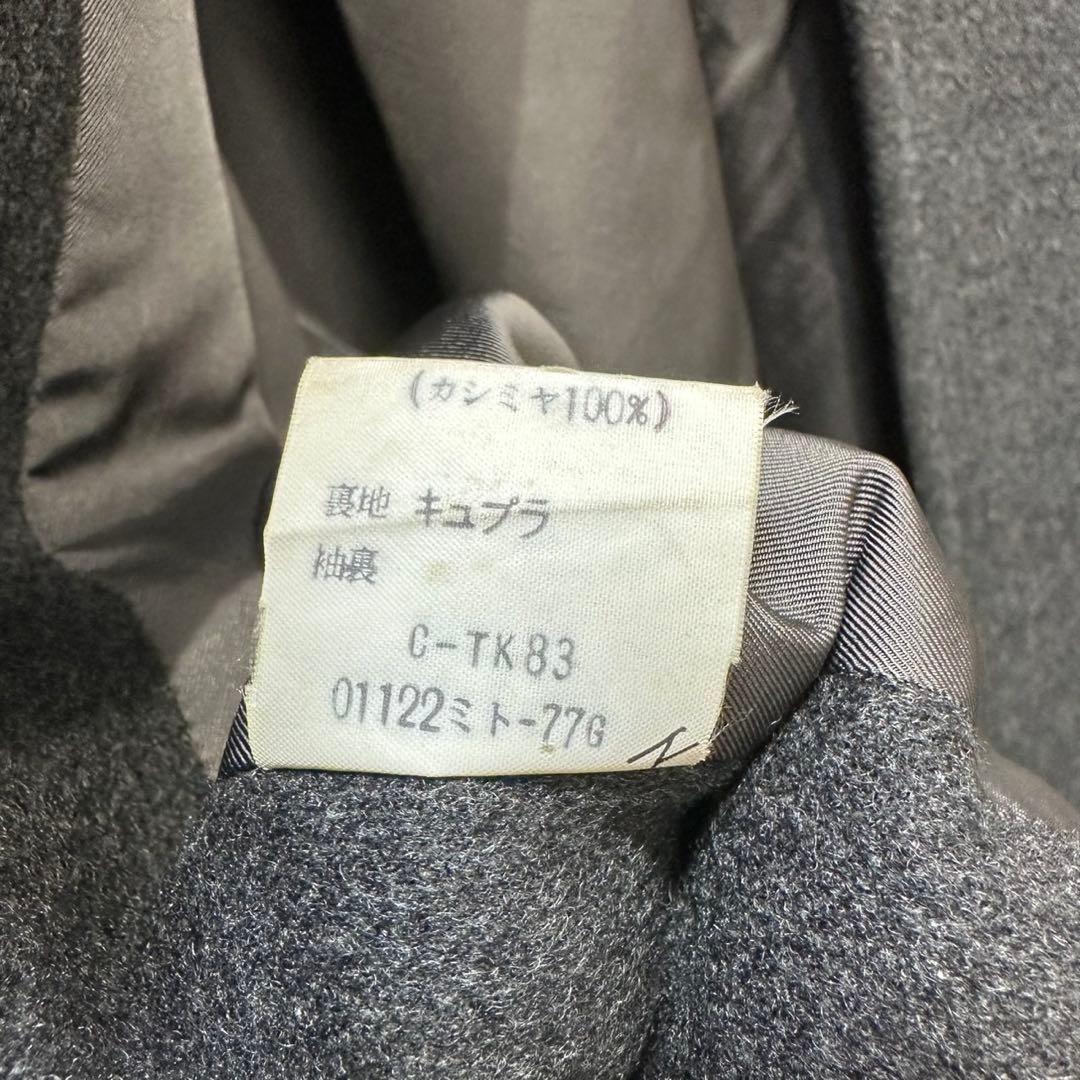 (カシミヤ100%)
裏地 キュプラ
袖裏
C-TK83
01122ミト-77G